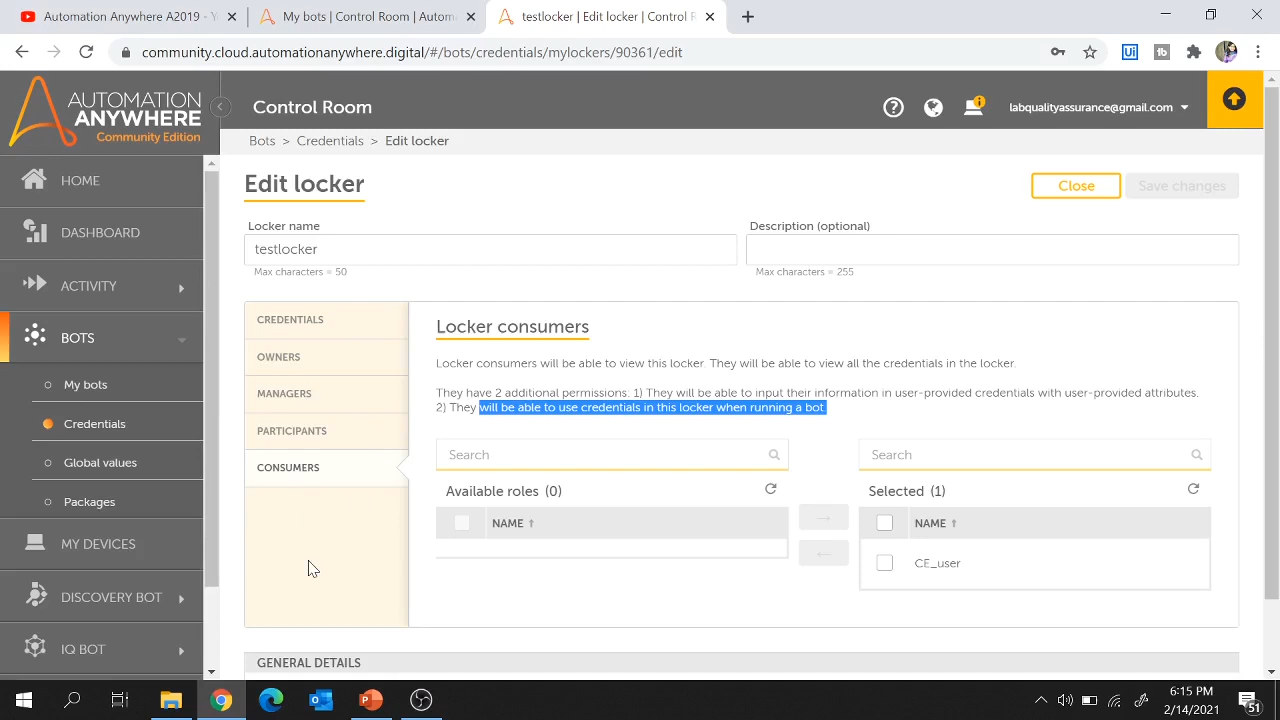 Automation Anywhere A2019 - Y
My bots | Control Room | Autom
testlocker | Edit locker | Control R
community.cloud.automationanywhere.digital/#/bots/credentials/mylockers/90361/edit
AUTOMATION
ANYWHERE
Community Edition
Control Room
labqualityassurance@gmail.com
Bots > Credentials > Edit locker
HOME
DASHBOARD
ACTIVITY
BOTS
My bots
Credentials
Global values
Packages
MY DEVICES
DISCOVERY BOT
IQ BOT
Edit locker
Close
Save changes
Locker name
Description (optional)
testlocker
Max characters = 50
Max characters = 255
CREDENTIALS
OWNERS
MANAGERS
PARTICIPANTS
CONSUMERS
Locker consumers
Locker consumers will be able to view this locker. They will be able to view all the credentials in the locker.
They have 2 additional permissions: 1) They will be able to input their information in user-provided credentials with user-provided attributes.
2) They will be able to use credentials in this locker when running a bot.
Search
Search
Available roles (0)
Selected (1)
NAME
NAME
CE_user
GENERAL DETAILS
6:15 PM
2/14/2021
51